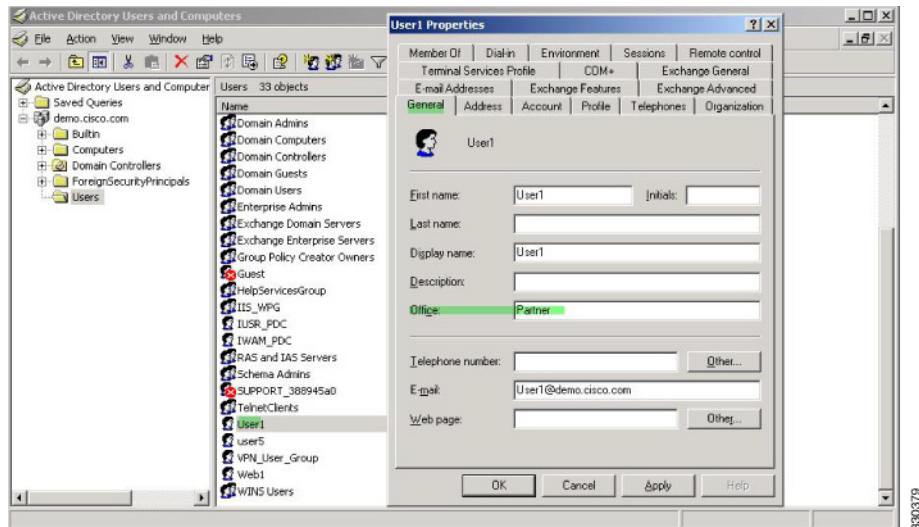 Active Directory Users and Computers
File Action View Window Help
Active Directory Users and Computer
Saved Queries
demo.cisco.com
Builtin
Computers
Domain Controllers
ForeignSecurityPrincipals
Users
Users 33 objects
Name
Domain Admins
Domain Computers
Domain Controllers
Domain Guests
Domain Users
Enterprise Admins
Exchange Domain Servers
Exchange Enterprise Servers
Group Policy Creator Owners
Guest
HelpServicesGroup
IIS_WPG
IUSR_PDC
IWAM_PDC
RAS and IAS Servers
Schema Admins
SUPPORT_388945a0
TelnetClients
User1
user5
VPN_User_Group
Web1
WINS Users
User1 Properties
Member Of Dial-in Environment Sessions Remote control
Terminal Services Profile COM+ Exchange General
E-mail Addresses Exchange Features Exchange Advanced
General Address Account Profile Telephones Organization
User1
First name: User1 Initials:
Last name:
Display name: User1
Description:
Office: Partner
Telephone number: Other...
E-mail: User1@demo.cisco.com
Web page: Other...
OK Cancel Apply Help